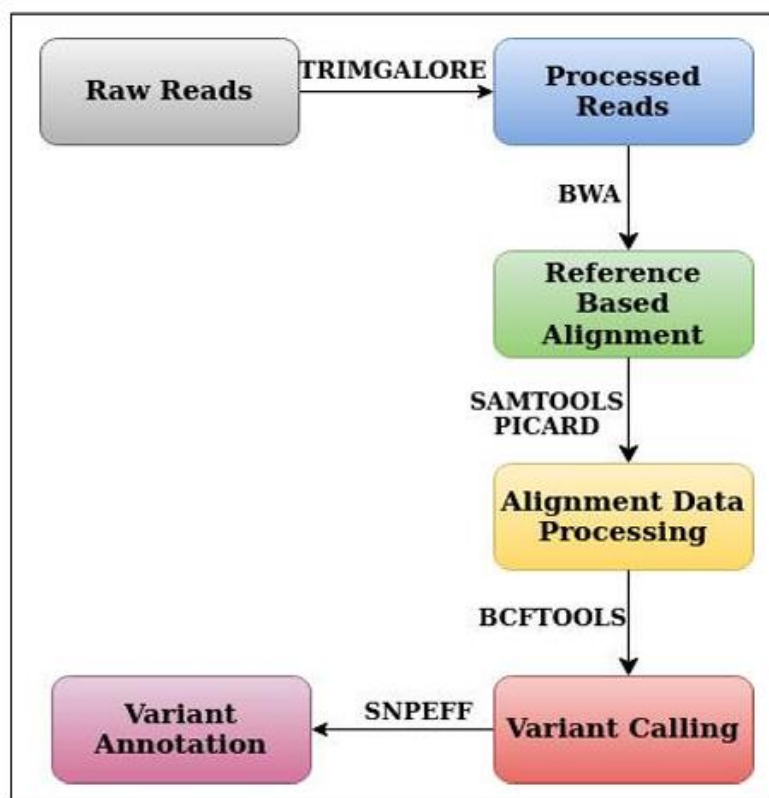 Raw Reads
TRIMGALORE
Processed
Reads
BWA
Reference
Based
Alignment
SAMTOOLS
PICARD
Alignment Data
Processing
BCFTOOLS
Variant Calling
SNPEFF
Variant
Annotation